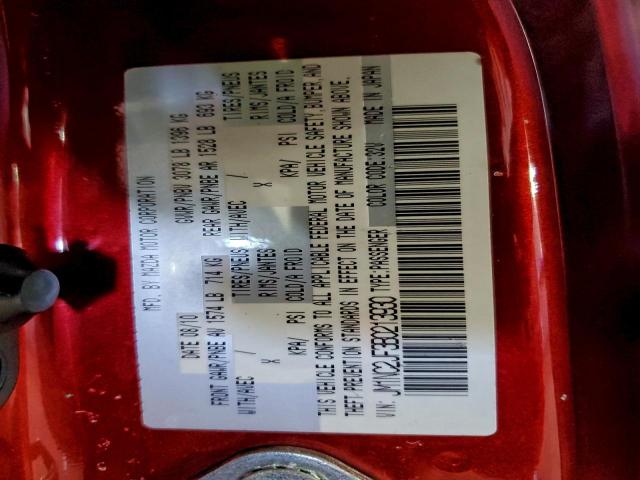 MFD. BY MAZDA MOTOR CORPORATION
DATE 08/10 GVWR/PNBV 3078 LB 1396 KG
FRONT GAWR/PNBE AV 1574 LB 714 KG REAR GAWR/PNBE AR 1528 LB 693 KG
TIRES/PNEUS TIRES/PNEUS
WITH/AVEC / RIMS/JANTES WITH/AVEC / RIMS/JANTES
X COLD/A FROID X COLD/A FROID
KPA/ PSI KPA/ PSI
THIS VEHICLE CONFORMS TO ALL APPLICABLE FEDERAL MOTOR VEHICLE SAFETY, BUMPER, AND
THEFT PREVENTION STANDARDS IN EFFECT ON THE DATE OF MANUFACTURE SHOWN ABOVE.
VIN: JM1NC2JF3B0213930 TYPE:PASSENGER COLOR CODE:32V MADE IN JAPAN